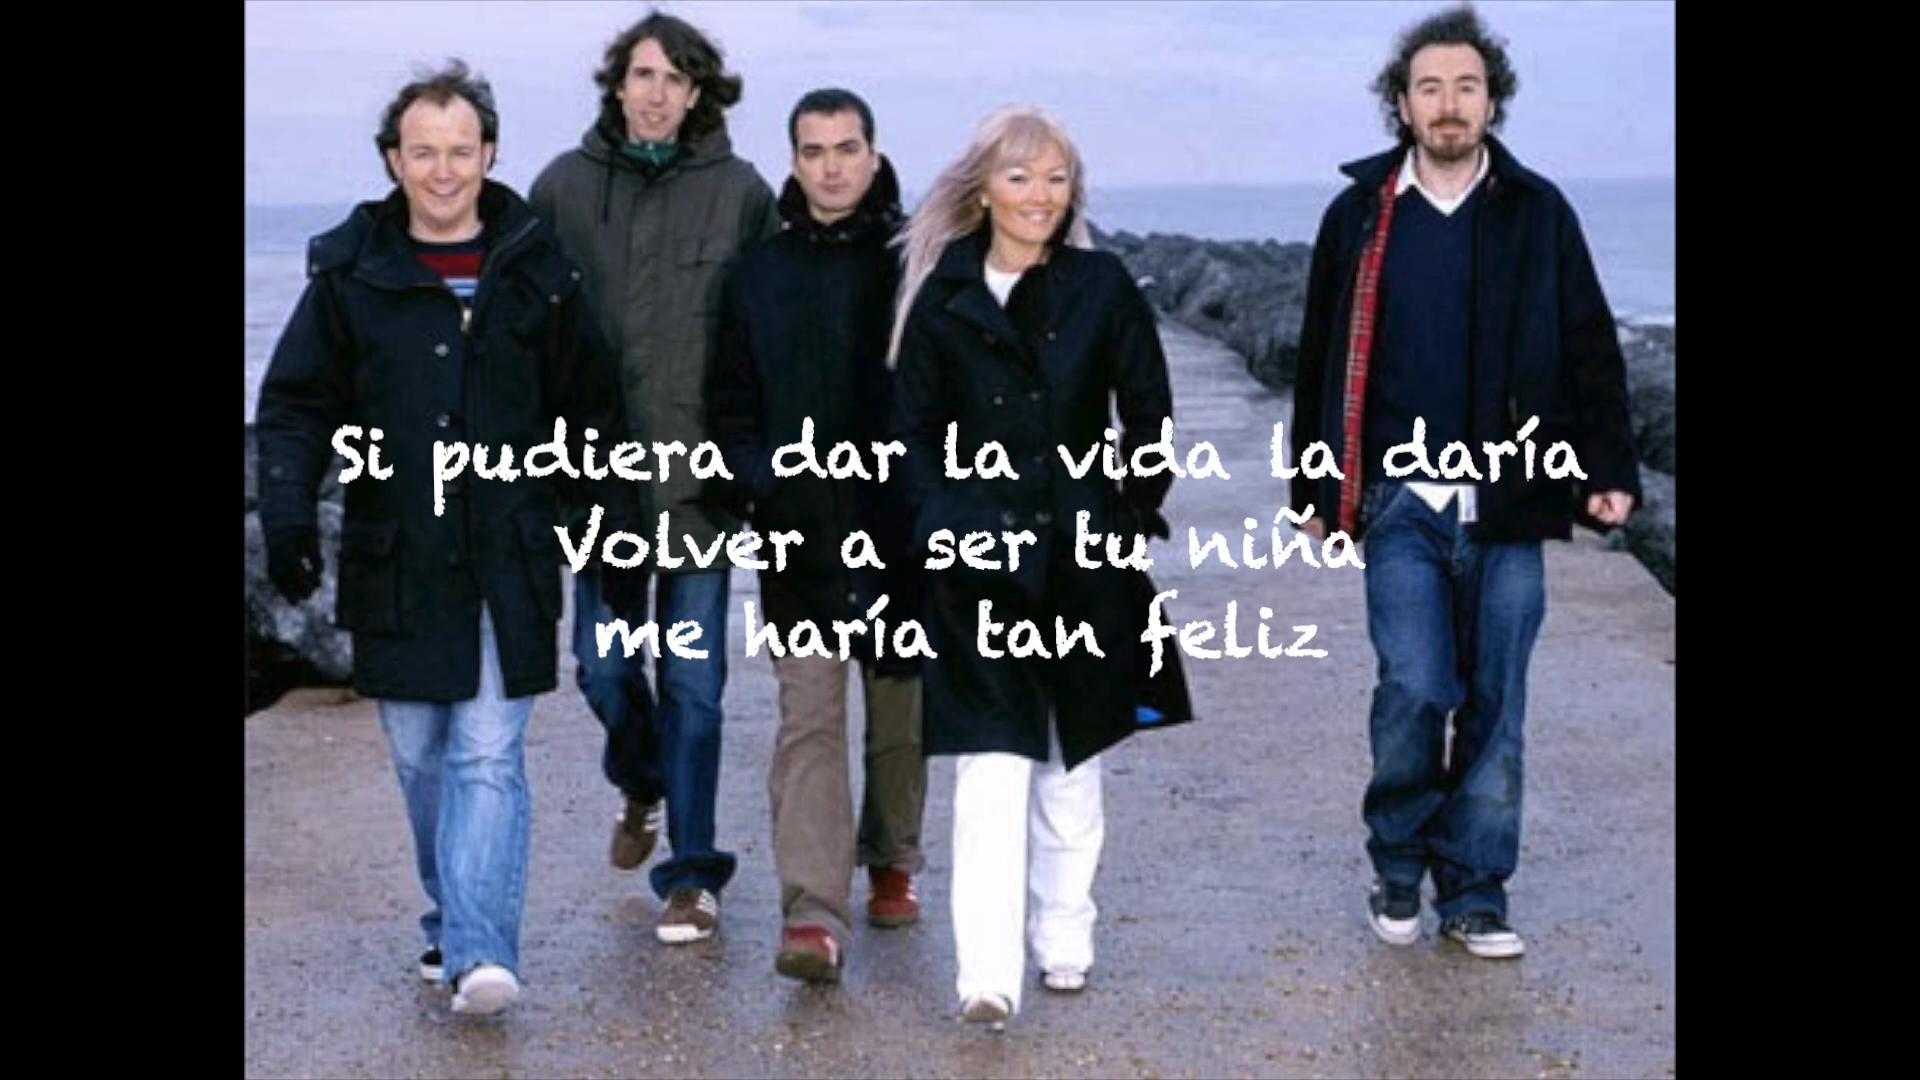 Si pudiera dar la vida la daría
Volver a ser tu niña
me haría tan feliz